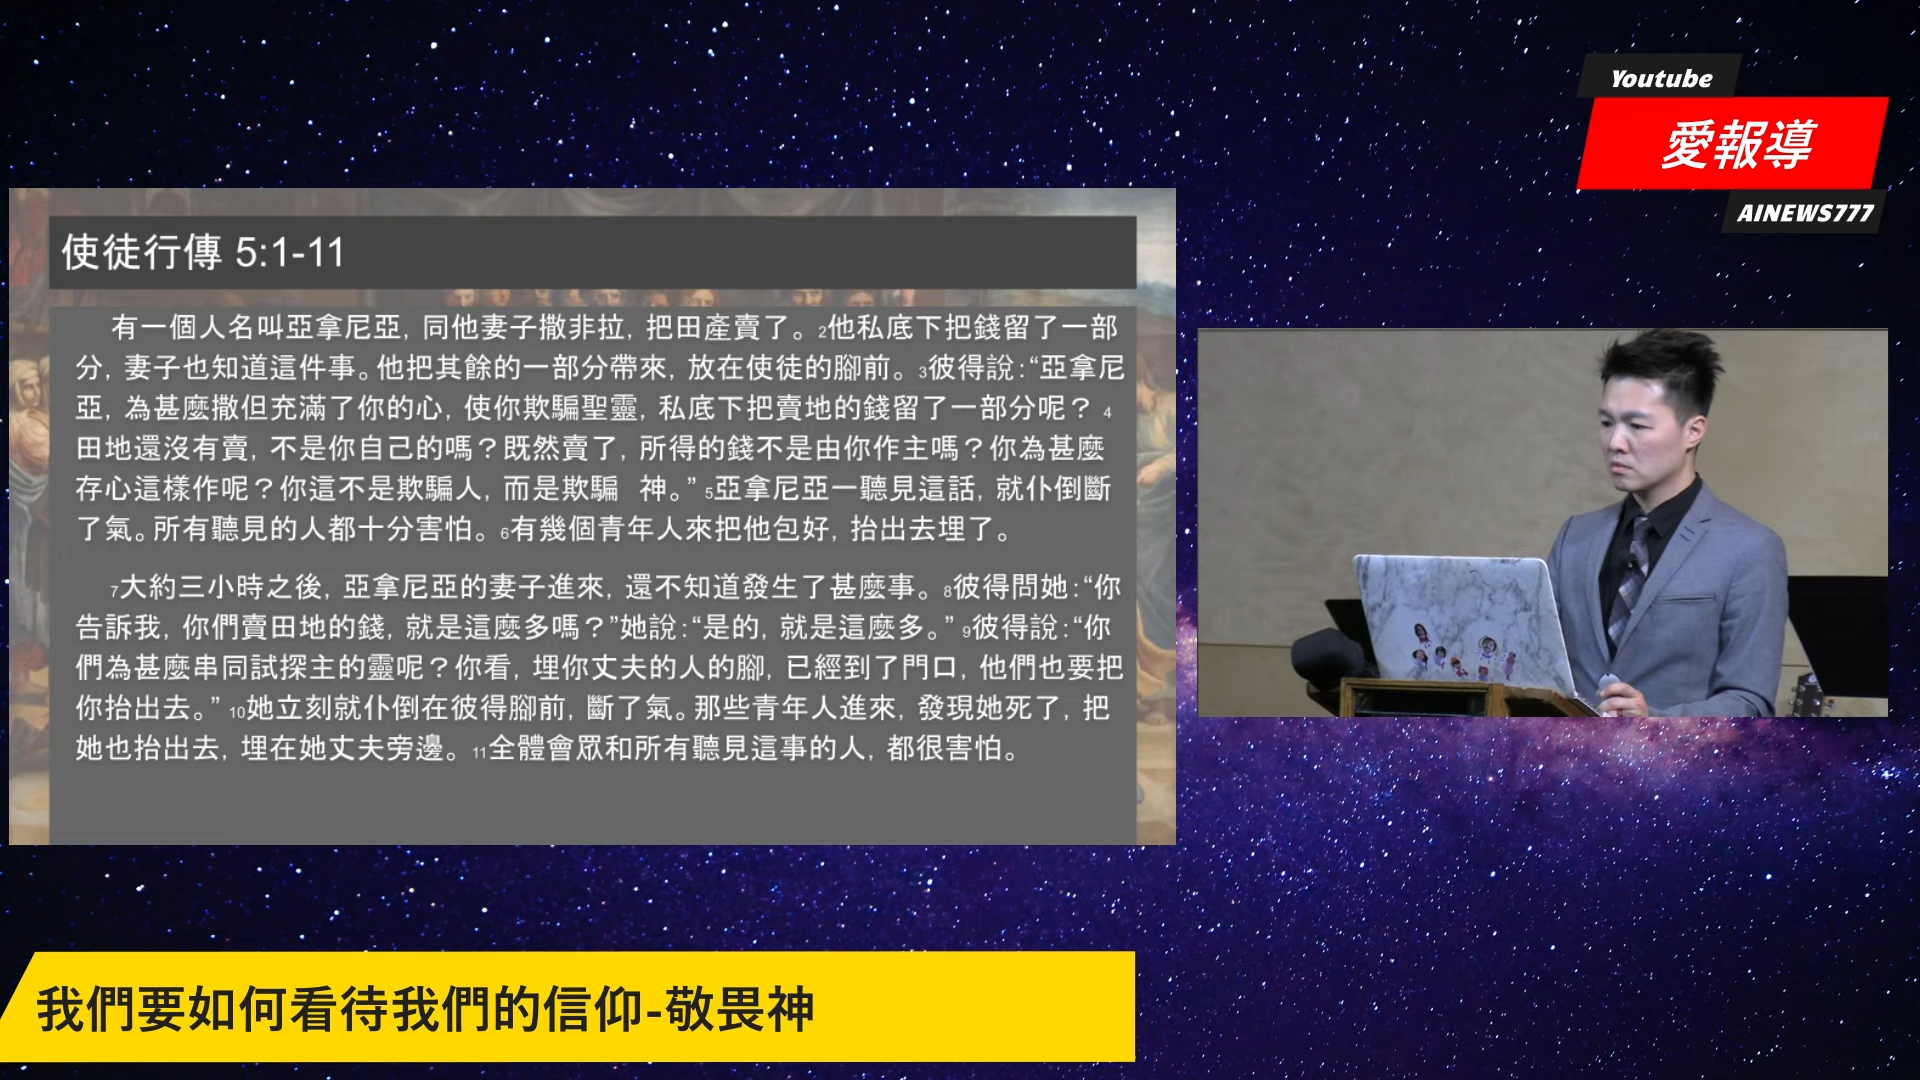 Youtube
愛報導
AINEWS777
使徒行傳 5:1-11
有一個人名叫亞拿尼亞, 同他妻子撒非拉, 把田產賣了。2他私底下把錢留了一部
分, 妻子也知道這件事。他把其餘的一部分帶來, 放在使徒的腳前。3彼得說:“亞拿尼
亞, 為甚麼撒但充滿了你的心, 使你欺騙聖靈, 私底下把賣地的錢留了一部分呢？4
田地還沒有賣, 不是你自己的嗎？既然賣了, 所得的錢不是由你作主嗎？你為甚麼
存心這樣作呢？你這不是欺騙人, 而是欺騙 神。” 5亞拿尼亞一聽見這話, 就仆倒斷
了氣。所有聽見的人都十分害怕。6有幾個青年人來把他包好, 抬出去埋了。
7大約三小時之後, 亞拿尼亞的妻子進來, 還不知道發生了甚麼事。8彼得問她:“你
告訴我, 你們賣田地的錢, 就是這麼多嗎？”她說:“是的, 就是這麼多。” 9彼得說:“你
們為甚麼串同試探主的靈呢？你看, 埋你丈夫的人的腳, 已經到了門口, 他們也要把
你抬出去。” 10她立刻就仆倒在彼得腳前, 斷了氣。那些青年人進來, 發現她死了, 把
她也抬出去, 埋在她丈夫旁邊。11全體會眾和所有聽見這事的人, 都很害怕。
我們要如何看待我們的信仰-敬畏神